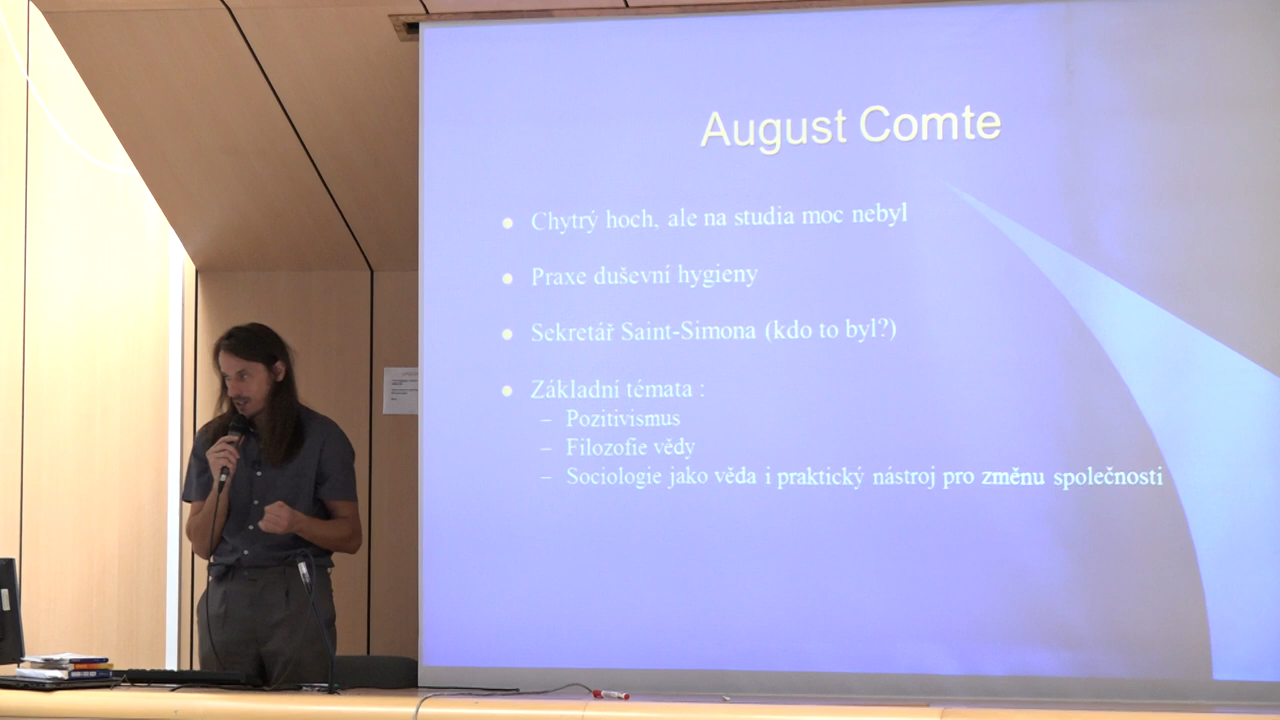 August Comte
Chytrý hoch, ale na studia moc nebyl
Praxe duševní hygieny
Sekretář Saint-Simona (kdo to byl?)
Základní témata :
– Pozitivismus
– Filozofie vědy
– Sociologie jako věda i praktický nástroj pro změnu společnosti